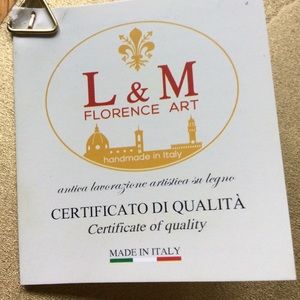 L & M
FLORENCE ART
handmade in Italy
antica lavorazione artistica su legno
CERTIFICATO DI QUALITÀ
Certificate of quality
MADE IN ITALY